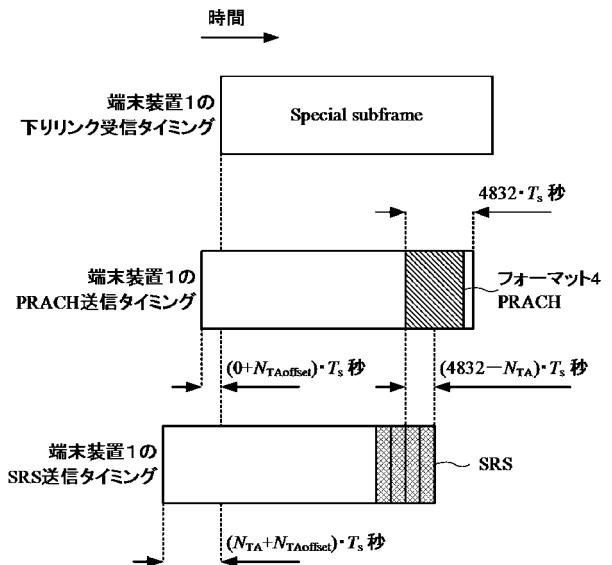 時間
端末装置1の
下りリンク受信タイミング
Special subframe
4832・Ts 秒
端末装置1の
PRACH送信タイミング
フォーマット4
PRACH
(0+NTAoffset)・Ts 秒
(4832−NTA)・Ts 秒
端末装置1の
SRS送信タイミング
SRS
(NTA+NTAoffset)・Ts 秒